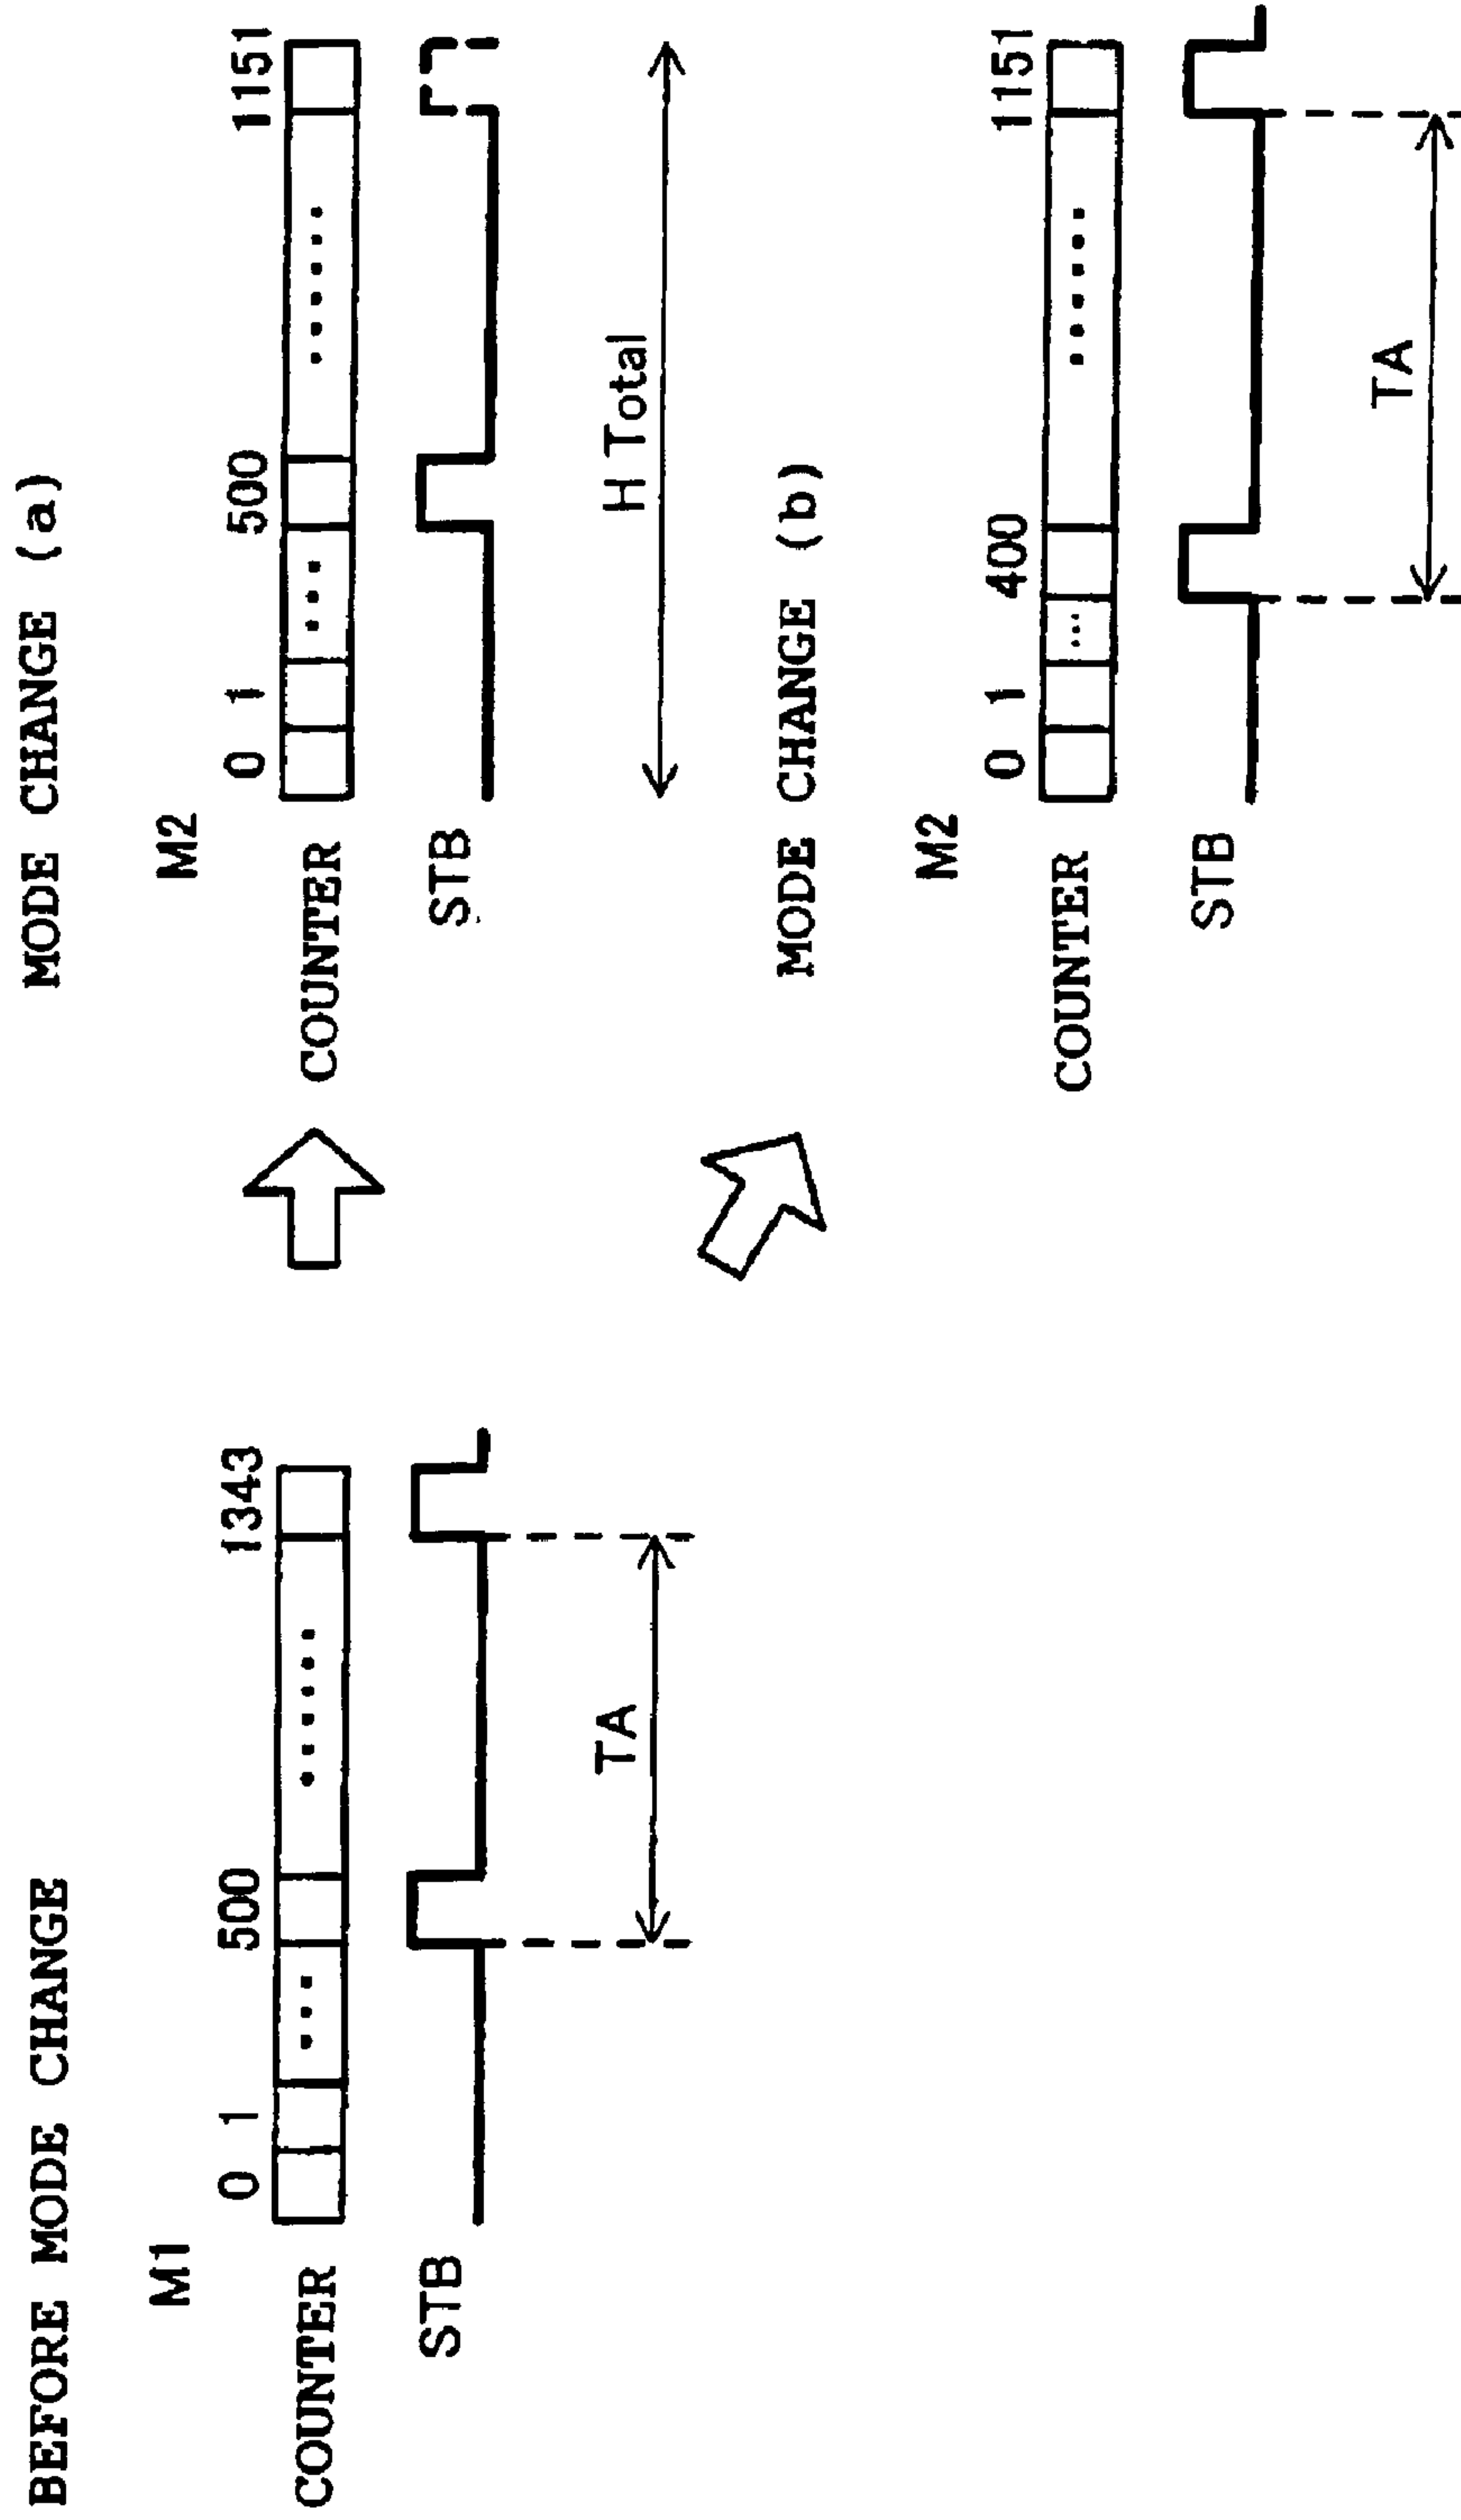 BEFORE MODE CHANGE
M1
0 1 500 1343
COUNTER
STB
TA
MODE CHANGE (a)
M2
0 1 500 1151
COUNTER
STB
H Total
MODE CHANGE (b)
M2
0 1 400 1151
COUNTER
STB
TA